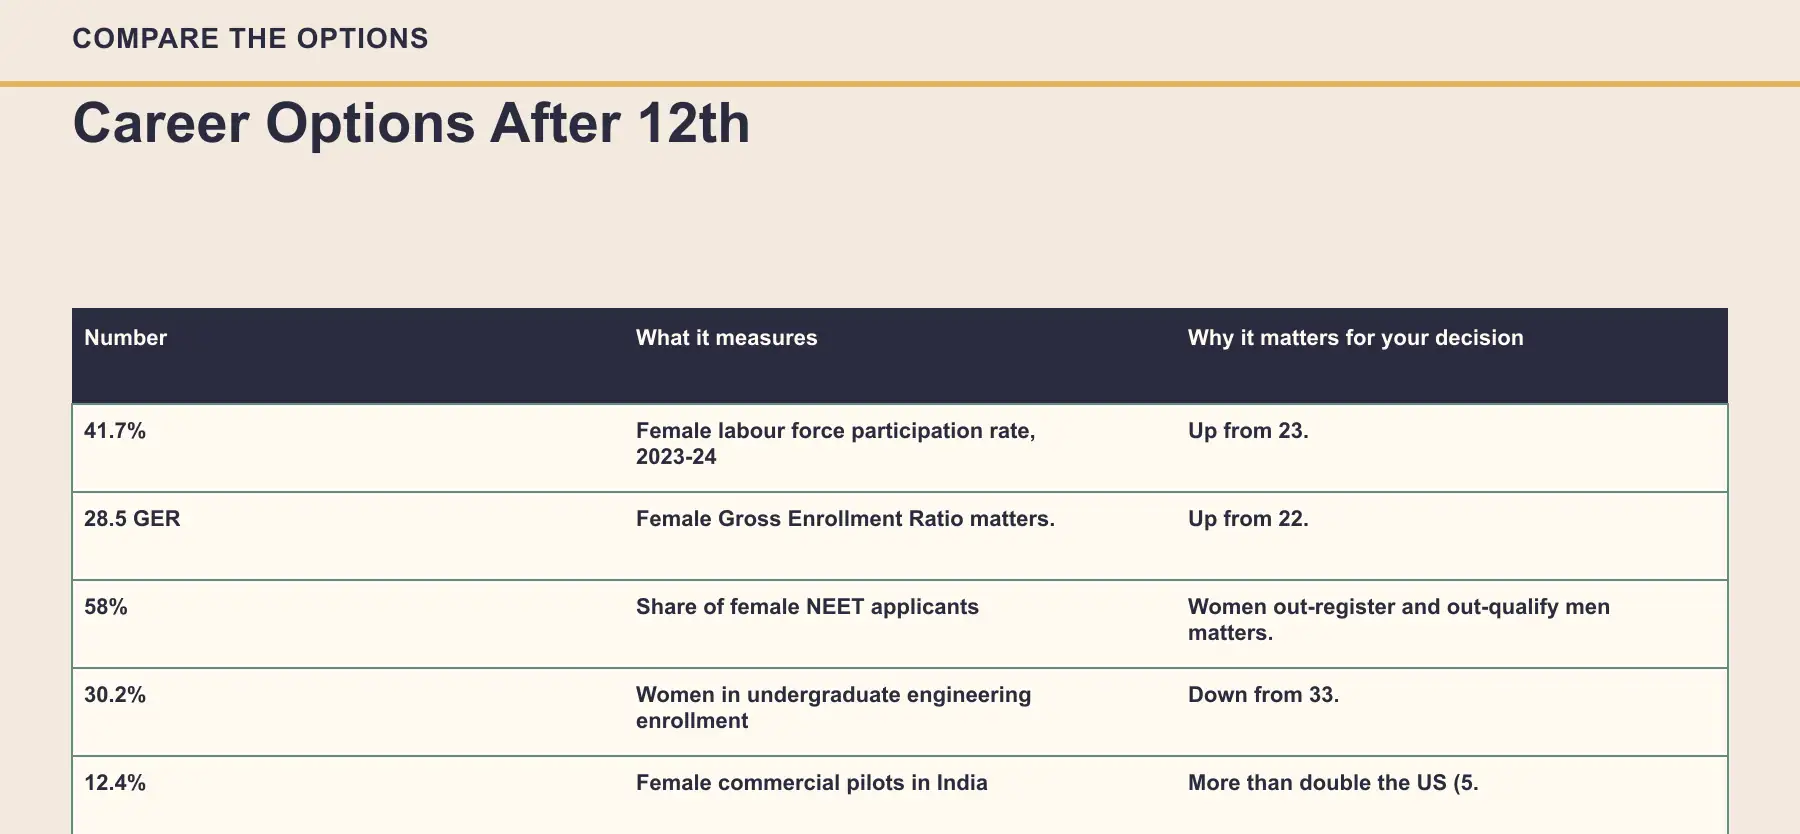 COMPARE THE OPTIONS
Career Options After 12th
Number
What it measures
Why it matters for your decision
41.7%
Female labour force participation rate,
2023-24
Up from 23.
28.5 GER
Female Gross Enrollment Ratio matters.
Up from 22.
58%
Share of female NEET applicants
Women out-register and out-qualify men
matters.
30.2%
Women in undergraduate engineering
enrollment
Down from 33.
12.4%
Female commercial pilots in India
More than double the US (5.